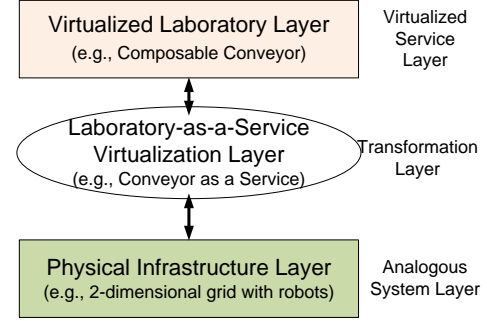 Virtualized Laboratory Layer
(e.g., Composable Conveyor)
Virtualized
Service
Layer
Laboratory-as-a-Service
Virtualization Layer
(e.g., Conveyor as a Service)
Transformation
Layer
Physical Infrastructure Layer
(e.g., 2-dimensional grid with robots)
Analogous
System Layer